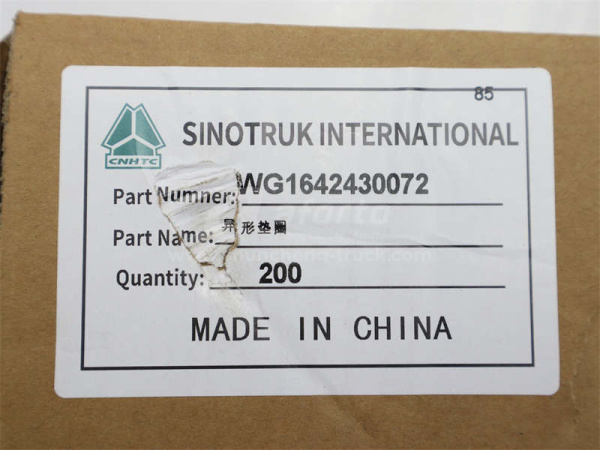 85
SINOTRUK INTERNATIONAL
CNHTC
Part Numner: WG1642430072
Part Name: 异形垫圈
Quantity: 200
MADE IN CHINA